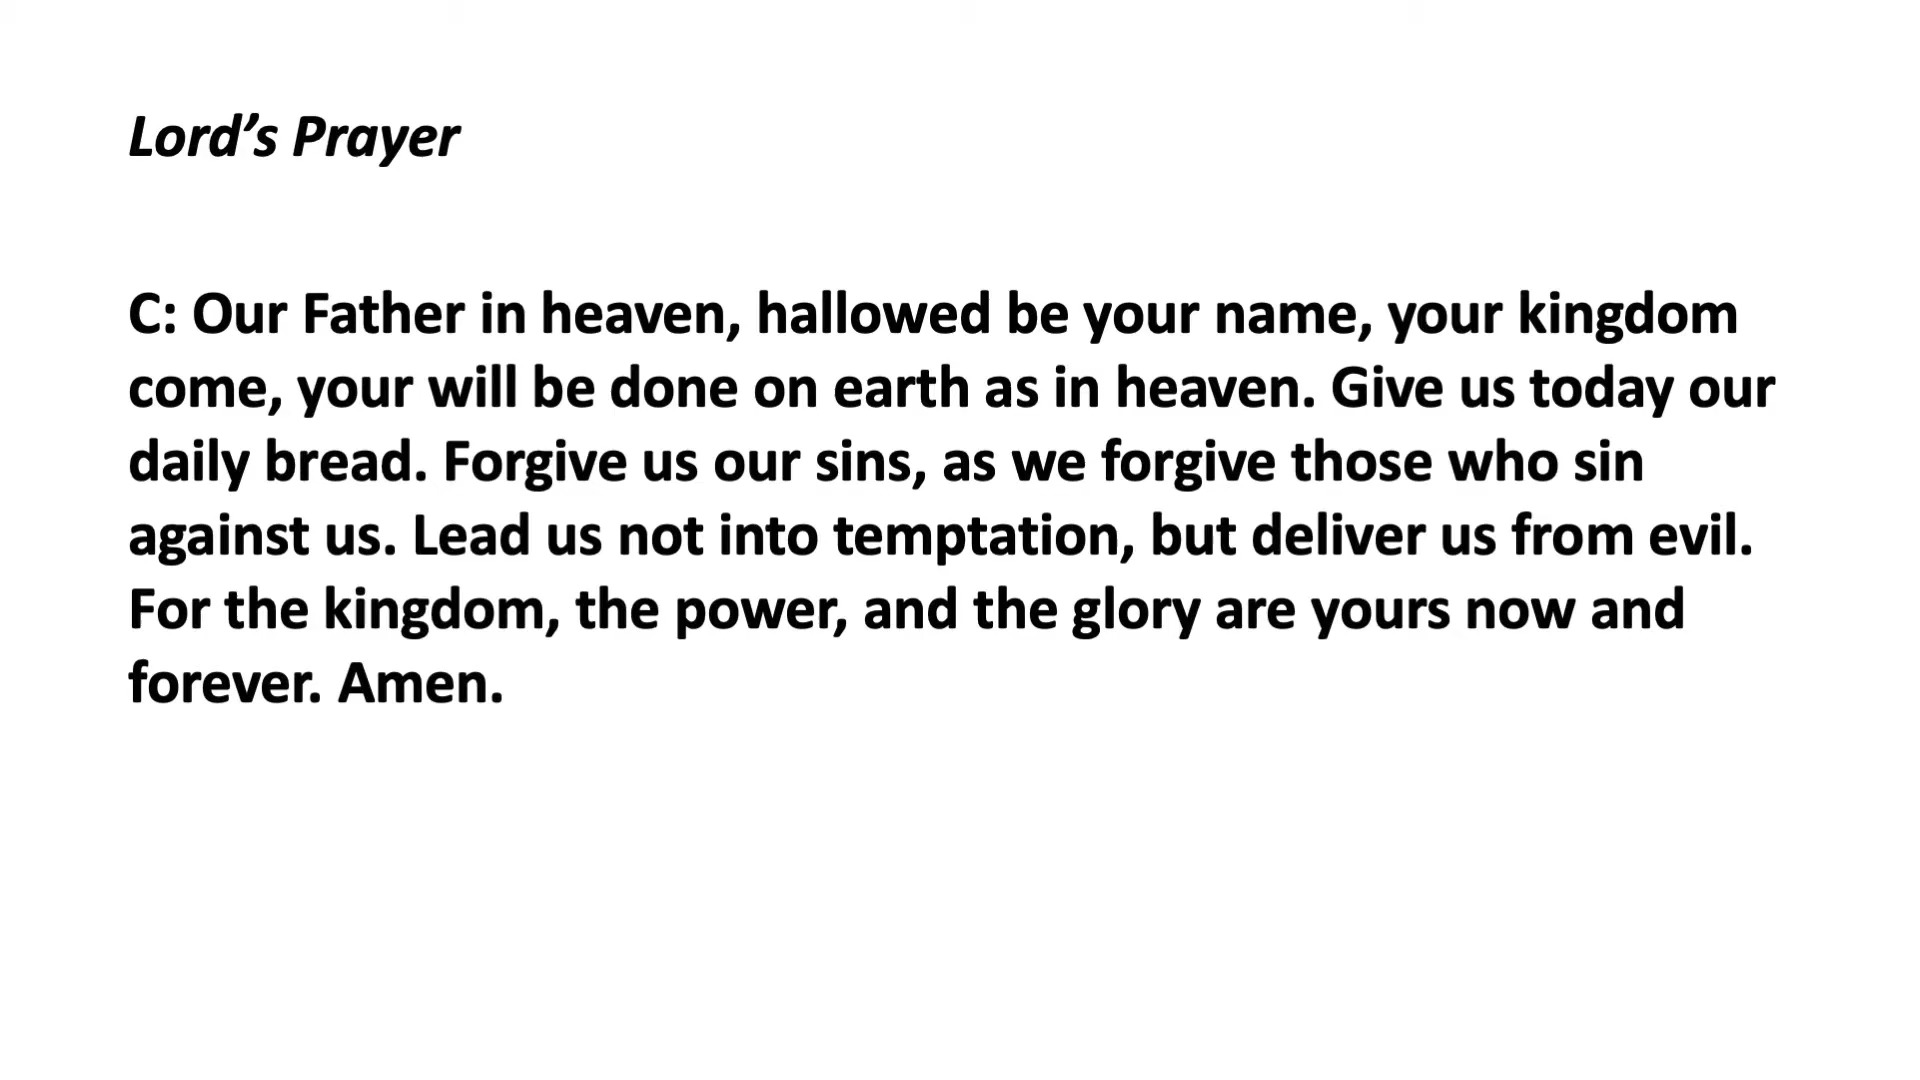 Lord’s Prayer
C: Our Father in heaven, hallowed be your name, your kingdom
come, your will be done on earth as in heaven. Give us today our
daily bread. Forgive us our sins, as we forgive those who sin
against us. Lead us not into temptation, but deliver us from evil.
For the kingdom, the power, and the glory are yours now and
forever. Amen.